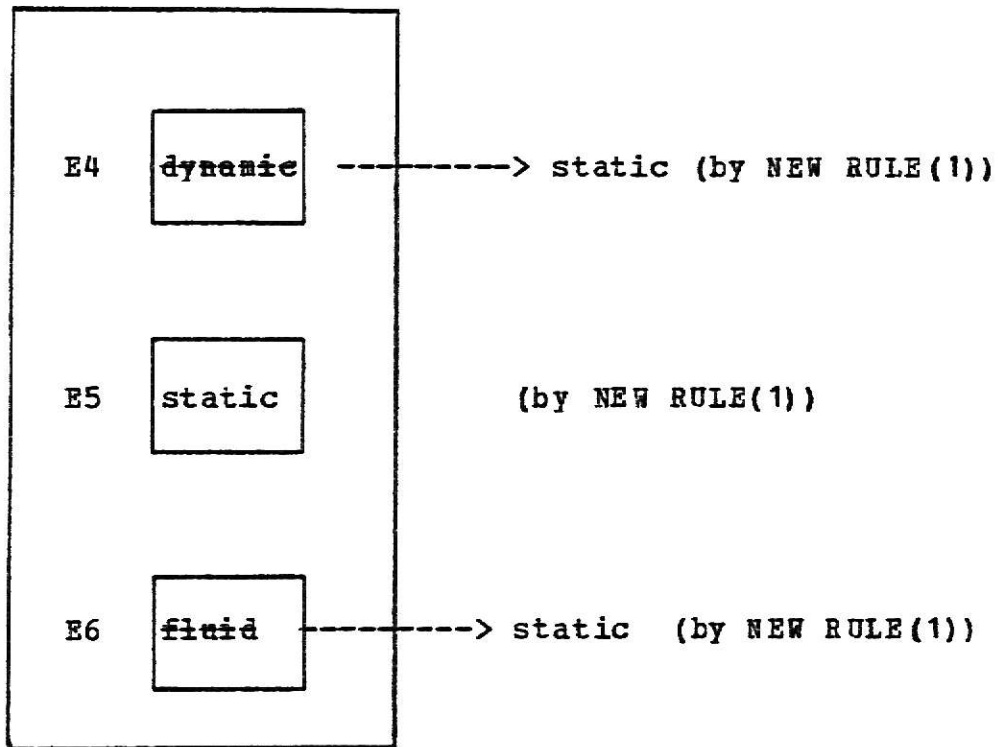 E4 dynamic -------> static (by NEW RULE(1))
E5 static (by NEW RULE(1))
E6 fluid -------> static (by NEW RULE(1))